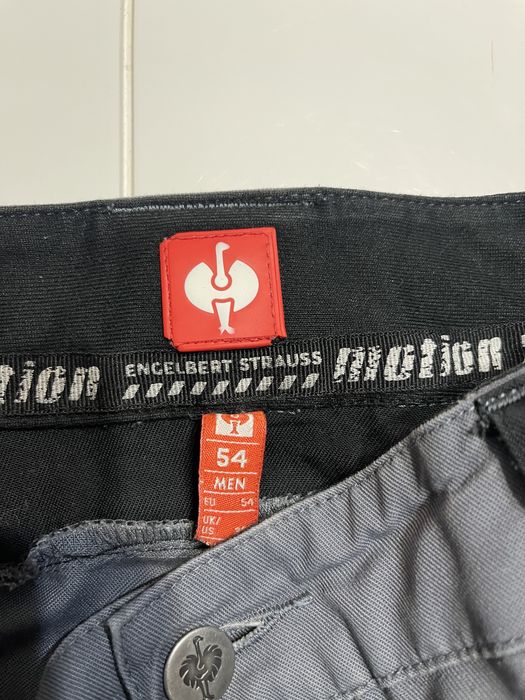 motion ENGELBERT STRAUSS motion
54
MEN
EU 54
UK/
US